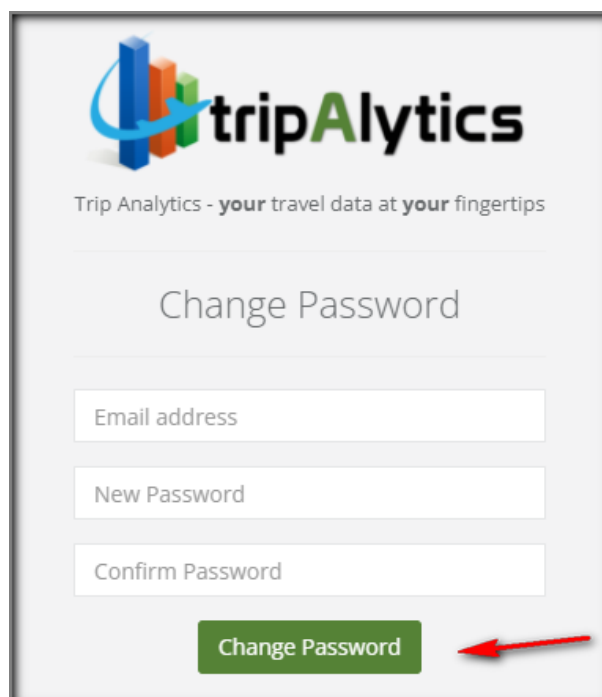 tripAlytics
Trip Analytics - your travel data at your fingertips
Change Password
Email address
New Password
Confirm Password
Change Password